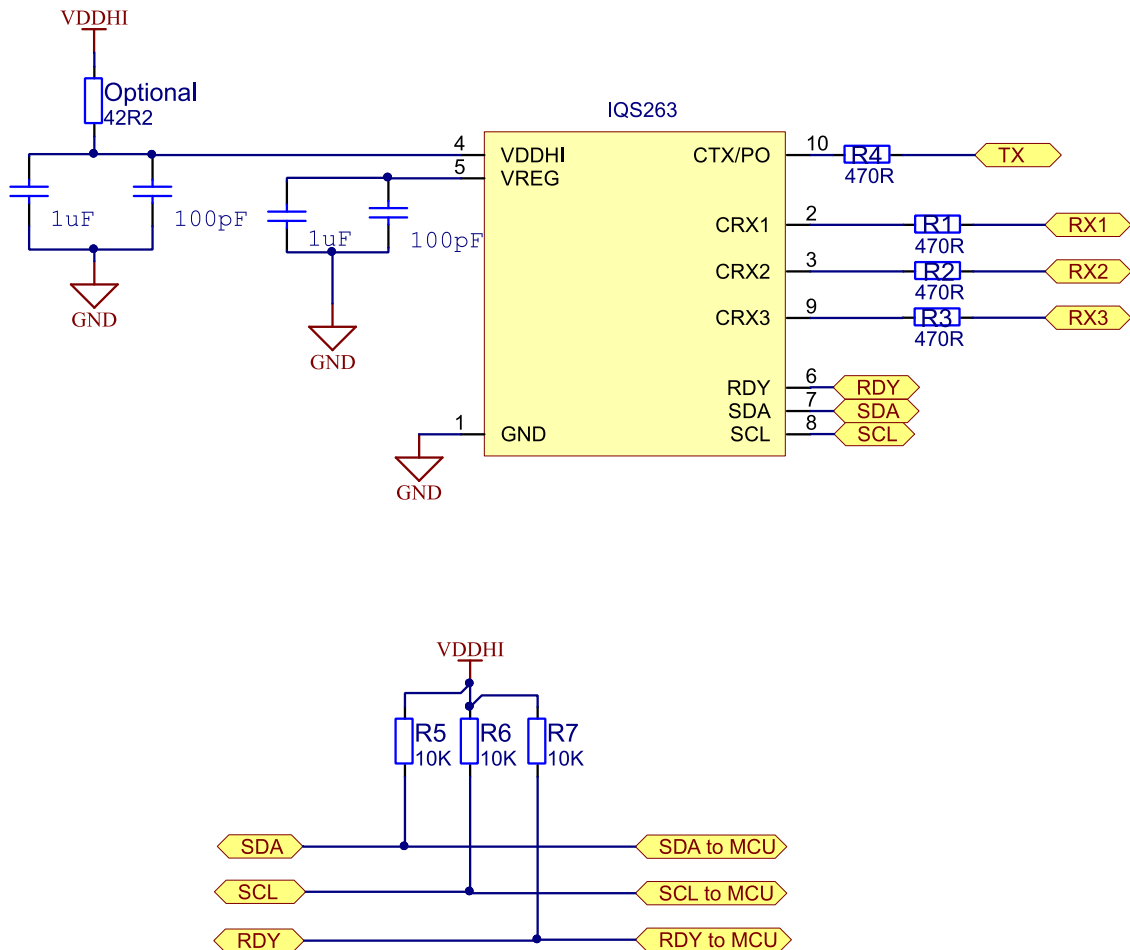 VDDHI
Optional
42R2
1uF
100pF
GND
1uF
100pF
GND
IQS263
4
VDDHI
5
VREG
1
GND
GND
CTX/PO
10
R4
470R
TX
CRX1
2
R1
470R
RX1
CRX2
3
R2
470R
RX2
CRX3
9
R3
470R
RX3
RDY
6
RDY
SDA
7
SDA
SCL
8
SCL
VDDHI
R5
10K
R6
10K
R7
10K
SDA
SDA to MCU
SCL
SCL to MCU
RDY
RDY to MCU